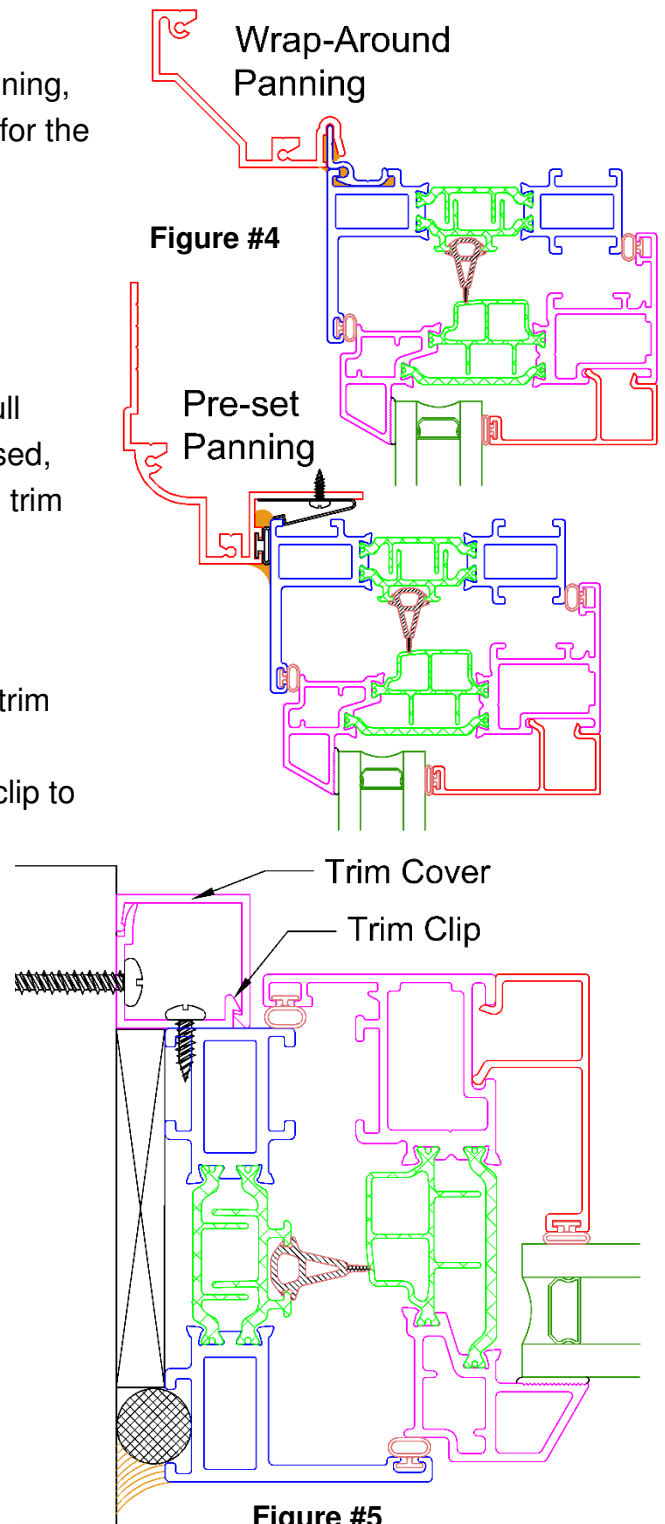 ning,
for the
Wrap-Around
Panning
Figure #4
ull
sed,
trim
Pre-set
Panning
trim
clip to
Trim Cover
Trim Clip
Figure #5